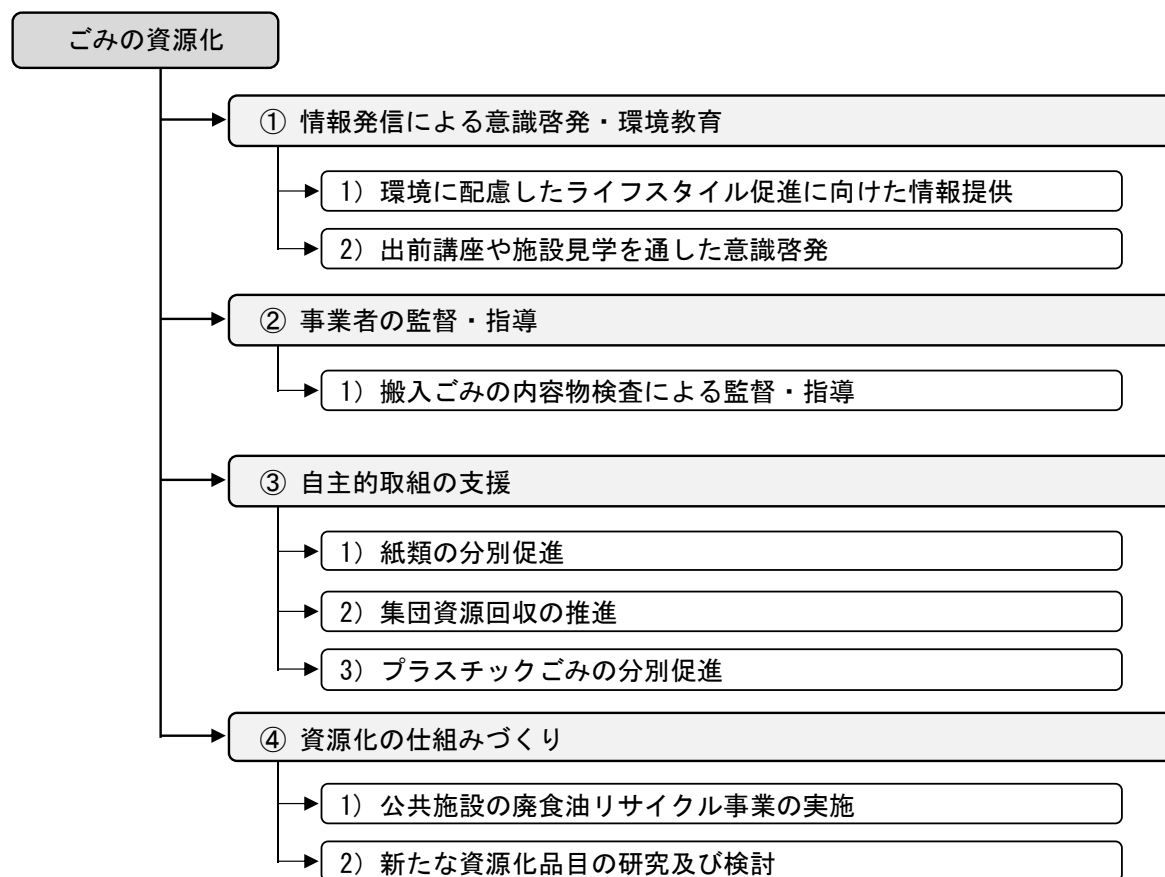 ごみの資源化
① 情報発信による意識啓発・環境教育
1) 環境に配慮したライフスタイル促進に向けた情報提供
2) 出前講座や施設見学を通した意識啓発
② 事業者の監督・指導
1) 搬入ごみの内容物検査による監督・指導
③ 自主的取組の支援
1) 紙類の分別促進
2) 集団資源回収の推進
3) プラスチックごみの分別促進
④ 資源化の仕組みづくり
1) 公共施設の廃食油リサイクル事業の実施
2) 新たな資源化品目の研究及び検討